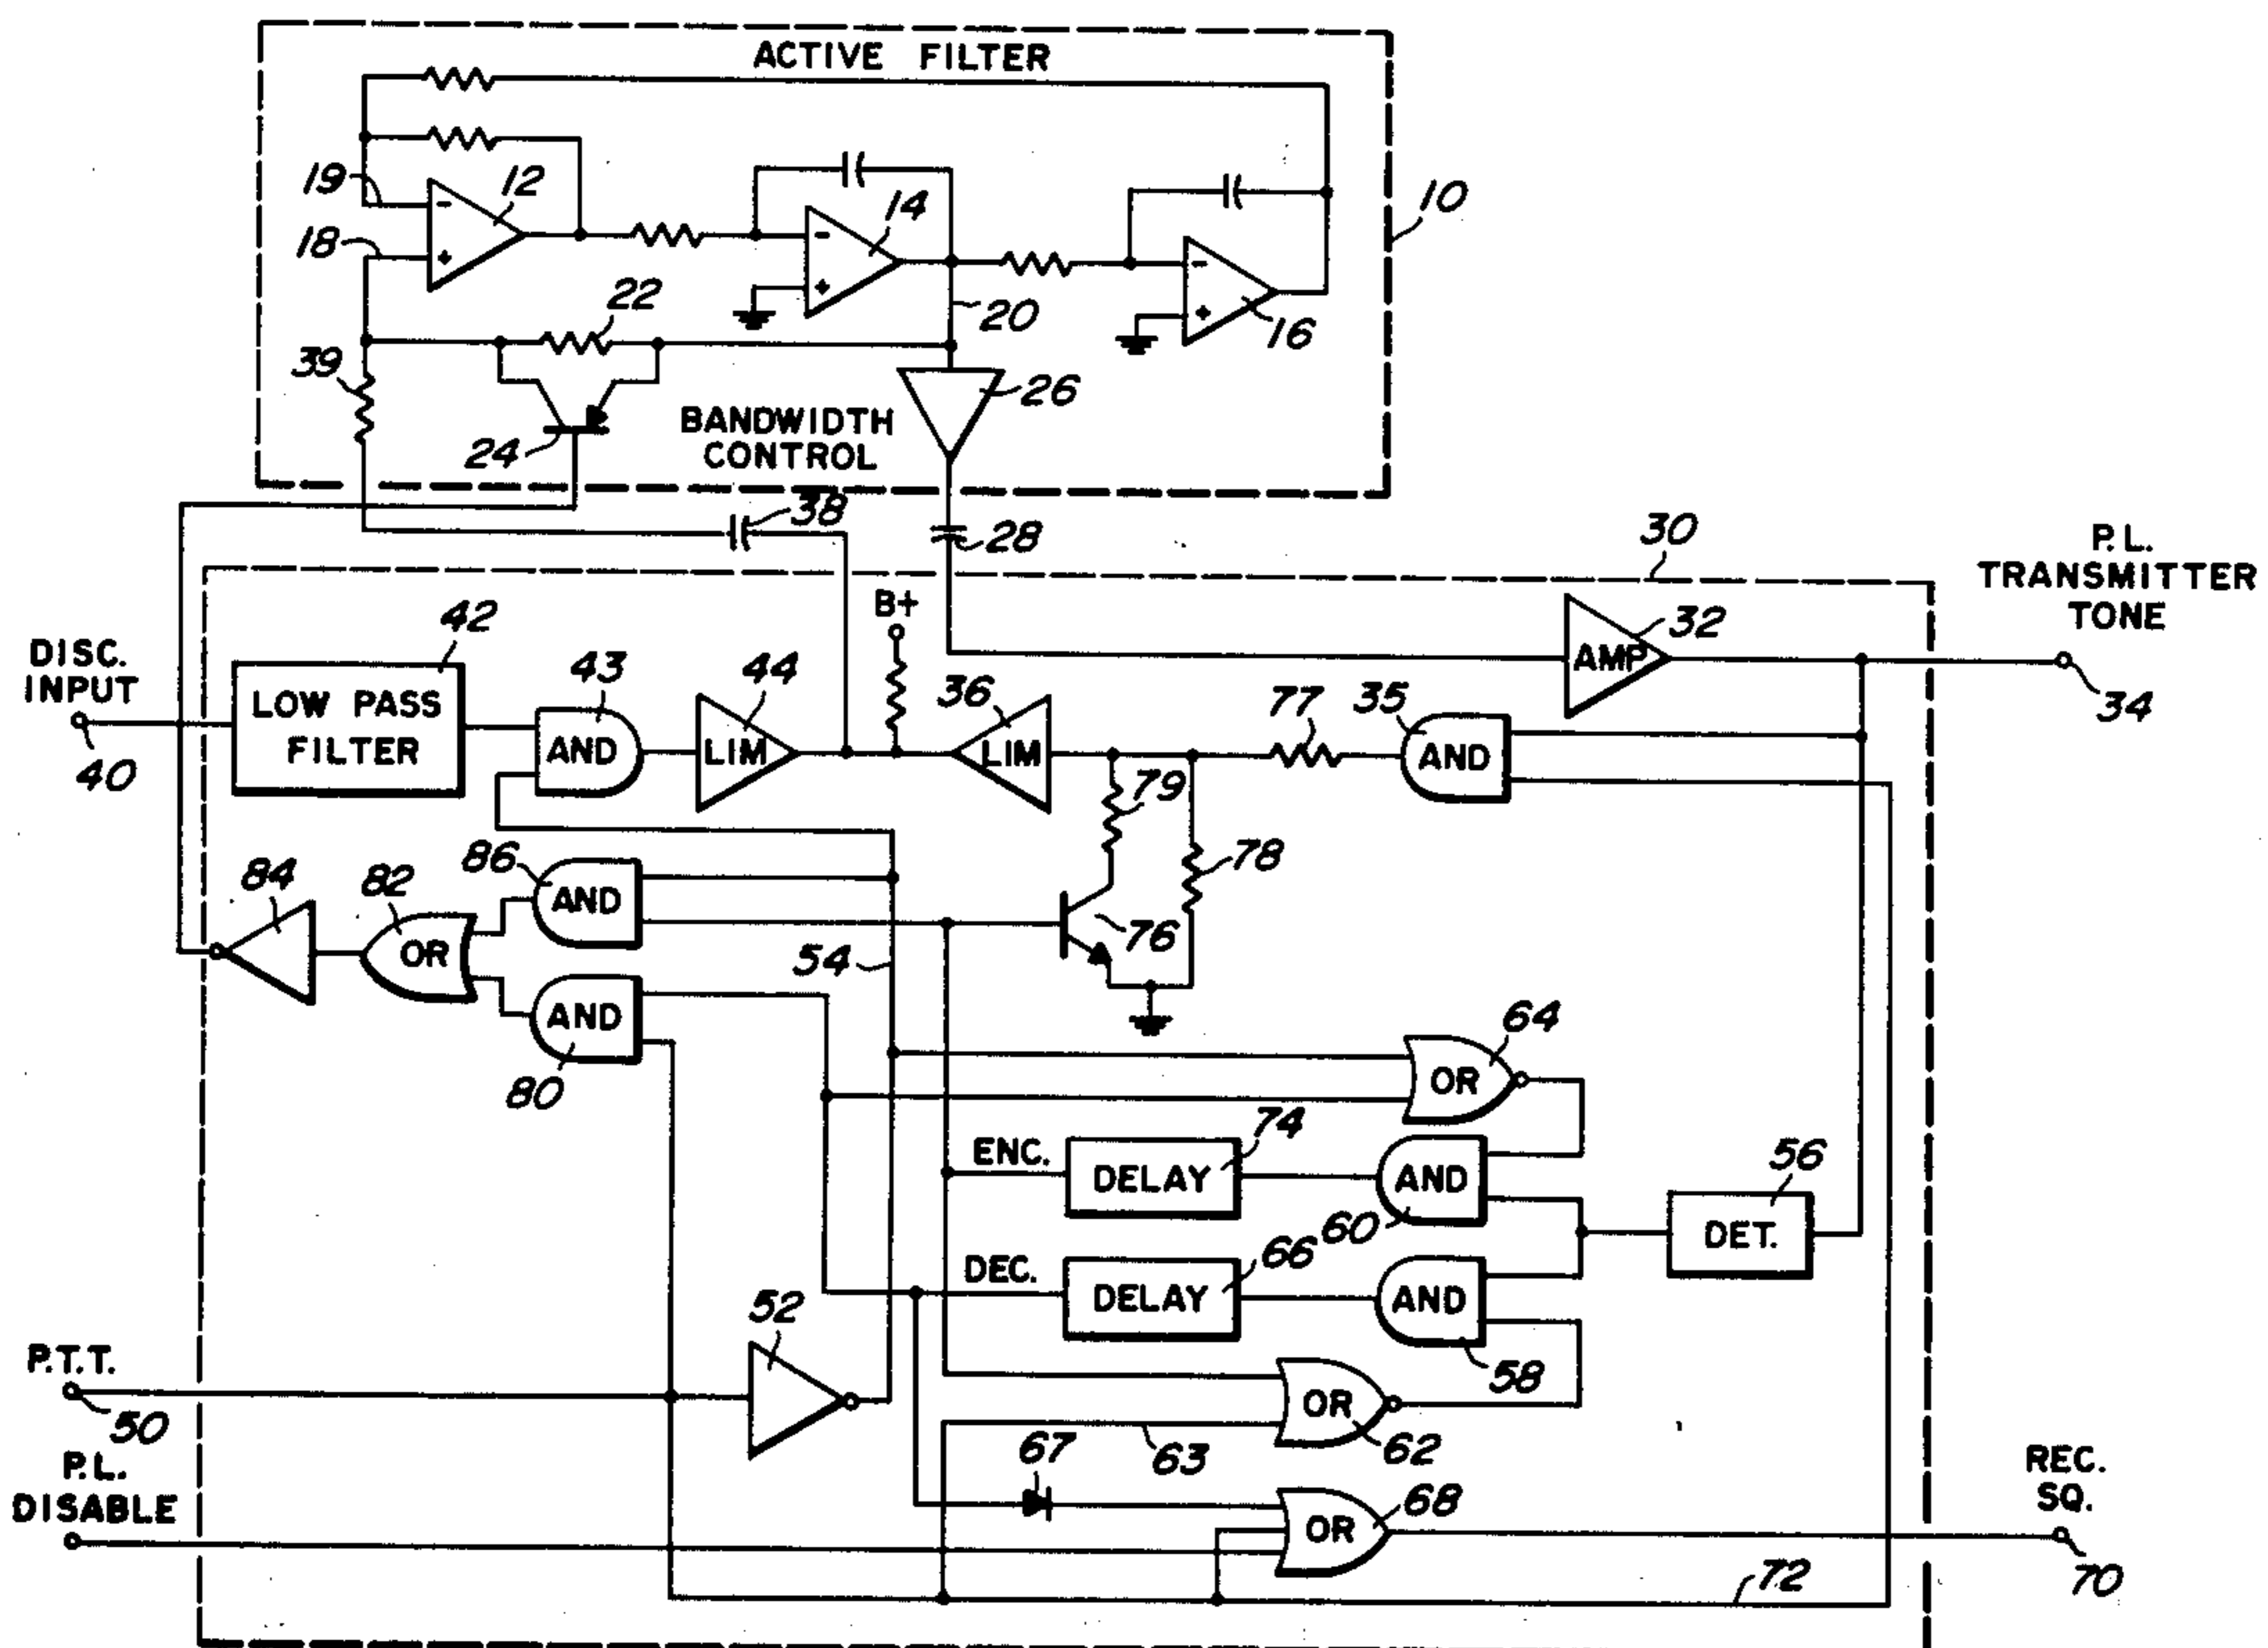 ACTIVE FILTER
19
12
14
10
18
22
20
16
39
26
BANDWIDTH
CONTROL
24
38
28
30
P.L.
TRANSMITTER
TONE
B+
42
32
DISC.
INPUT
43
44
AMP
36
77
35
34
LOW PASS
FILTER
AND
LIM
LIM
AND
40
79
86
78
84
82
AND
OR
76
54
AND
64
80
OR
74
ENC.
DELAY
AND
56
60
DET.
66
DEC.
DELAY
AND
52
P.T.T.
58
50
OR
67
63
62
P.L.
DISABLE
REC.
SQ.
68
OR
72
70